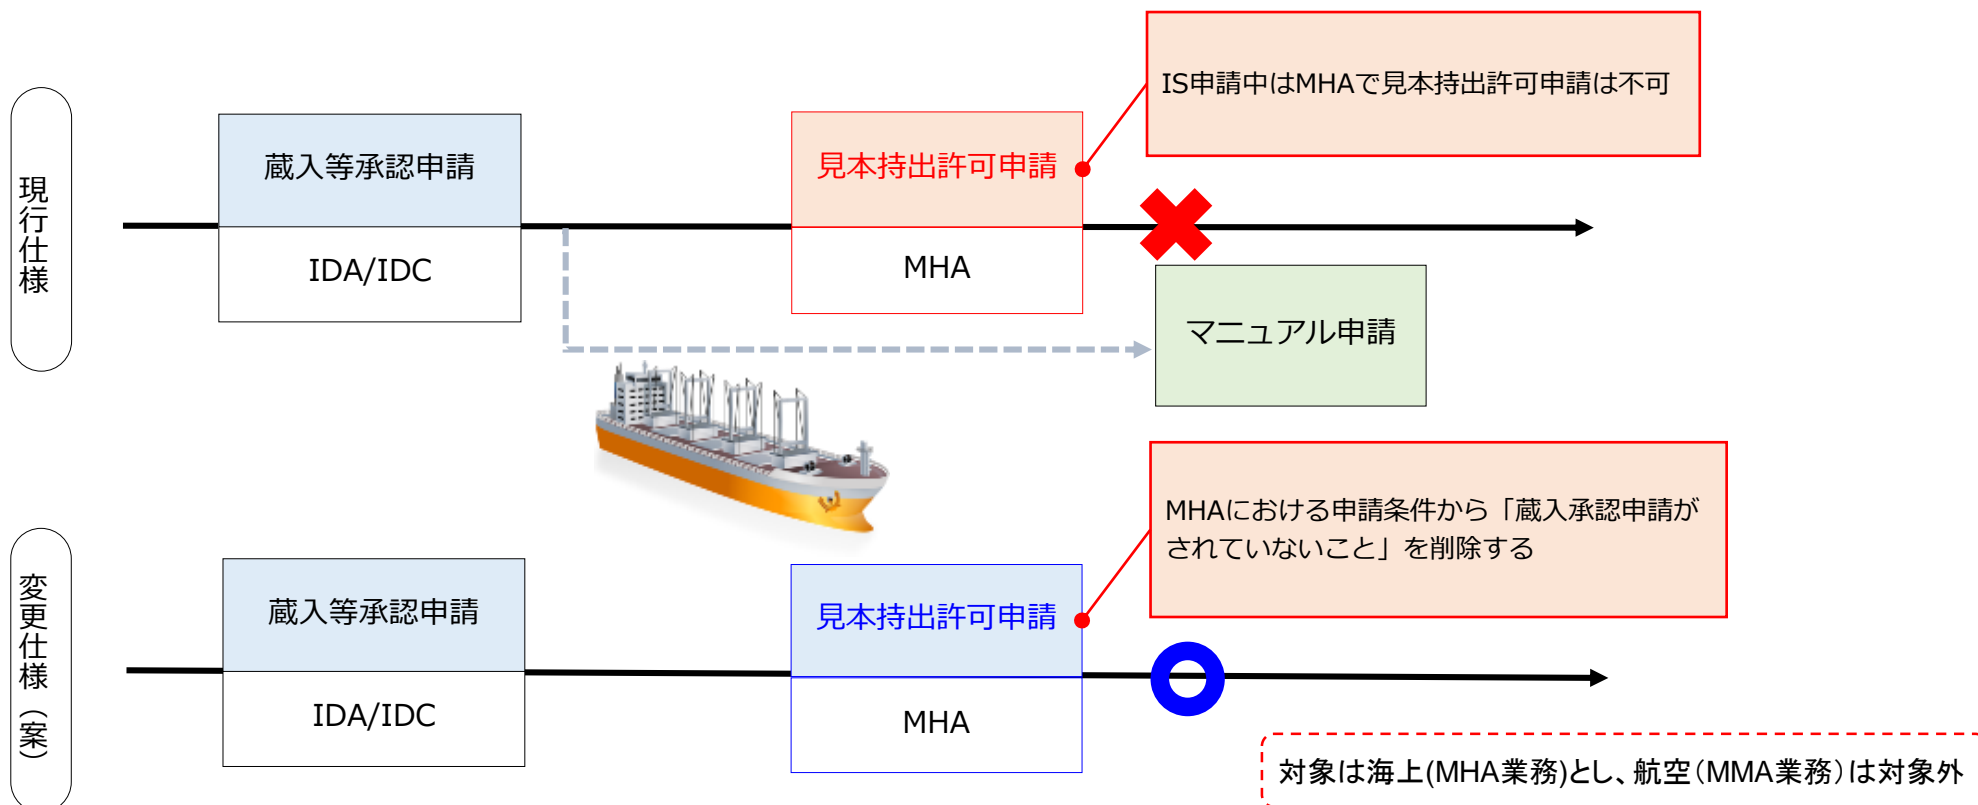 現行仕様
蔵入等承認申請
IDA/IDC
見本持出許可申請
MHA
IS申請中はMHAで見本持出許可申請は不可
マニュアル申請
変更仕様（案）
蔵入等承認申請
IDA/IDC
見本持出許可申請
MHA
MHAにおける申請条件から「蔵入承認申請が
されていないこと」を削除する
対象は海上(MHA業務)とし、航空（MMA業務）は対象外